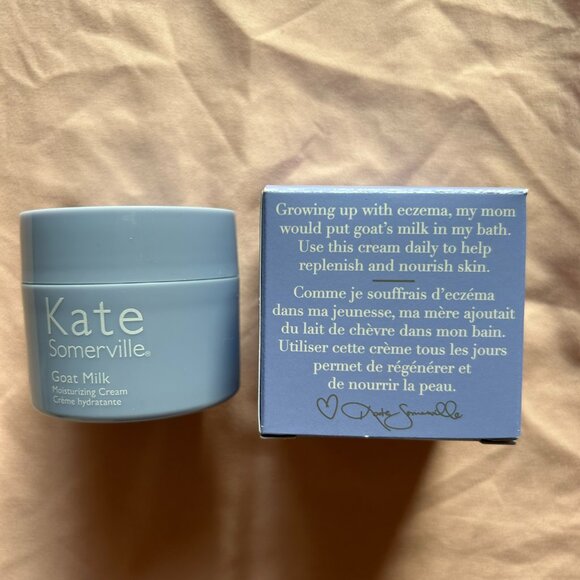 Kate
Somerville®
Goat Milk
Moisturizing Cream
Crème hydratante
Growing up with eczema, my mom
would put goat's milk in my bath.
Use this cream daily to help
replenish and nourish skin.
Comme je souffrais d'eczéma
dans ma jeunesse, ma mère ajoutait
du lait de chèvre dans mon bain.
Utiliser cette crème tous les jours
permet de régénérer et
de nourrir la peau.
Kate Somerville